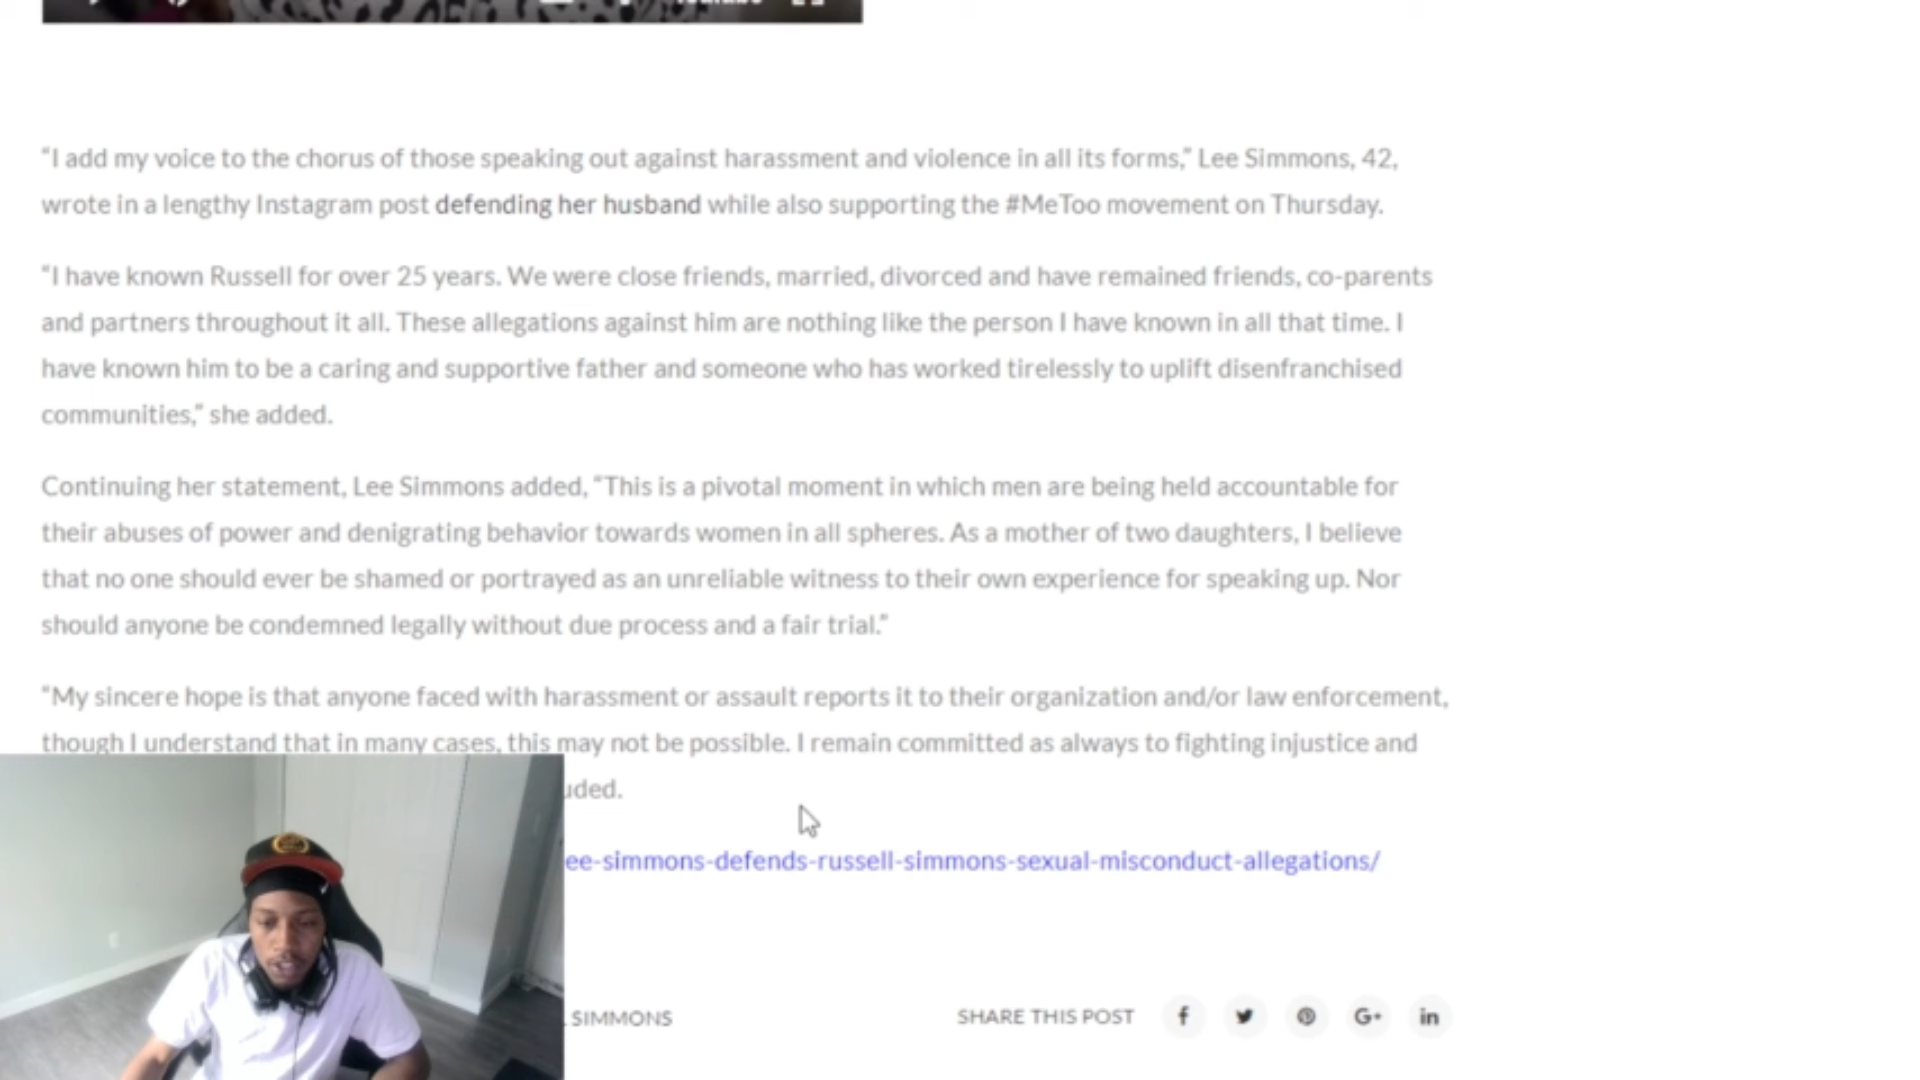 YouTube
“I add my voice to the chorus of those speaking out against harassment and violence in all its forms,” Lee Simmons, 42,
wrote in a lengthy Instagram post defending her husband while also supporting the #MeToo movement on Thursday.
“I have known Russell for over 25 years. We were close friends, married, divorced and have remained friends, co-parents
and partners throughout it all. These allegations against him are nothing like the person I have known in all that time. I
have known him to be a caring and supportive father and someone who has worked tirelessly to uplift disenfranchised
communities,” she added.
Continuing her statement, Lee Simmons added, “This is a pivotal moment in which men are being held accountable for
their abuses of power and denigrating behavior towards women in all spheres. As a mother of two daughters, I believe
that no one should ever be shamed or portrayed as an unreliable witness to their own experience for speaking up. Nor
should anyone be condemned legally without due process and a fair trial.”
“My sincere hope is that anyone faced with harassment or assault reports it to their organization and/or law enforcement,
though I understand that in many cases, this may not be possible. I remain committed as always to fighting injustice and
uded.
ee-simmons-defends-russell-simmons-sexual-misconduct-allegations/
SIMMONS
SHARE THIS POST
G+
in